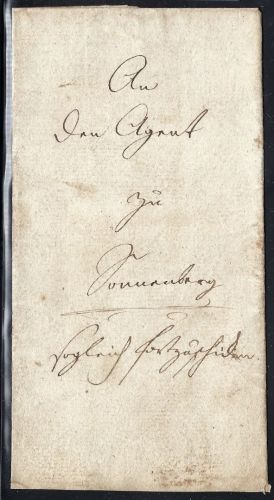 An
den Agent
zu
Sonnenberg
sogleich fortzuschicken